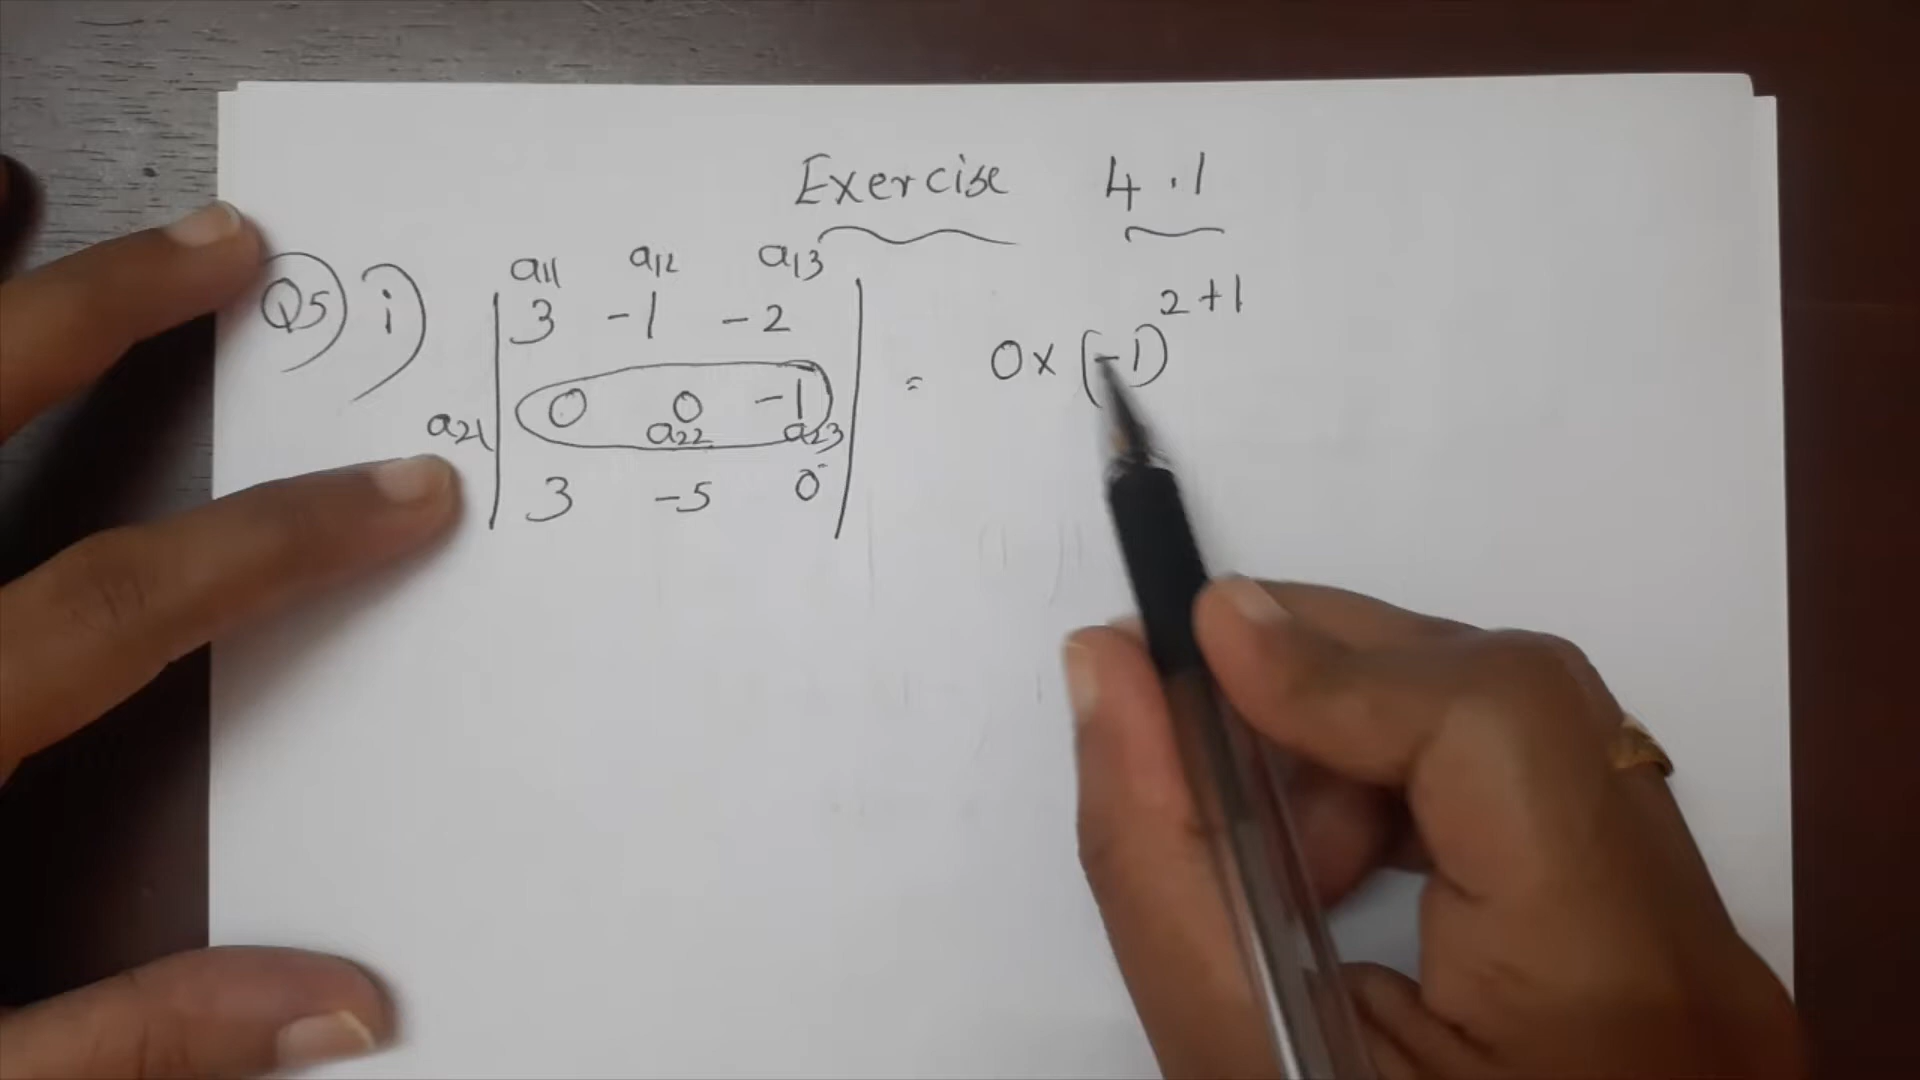 Exercise 4.1
Q5) i)
a11 a12 a13
3 -1 -2
0 0 -1
a21 a22 a23
3 -5 0
= 0 × (-1)^2+1